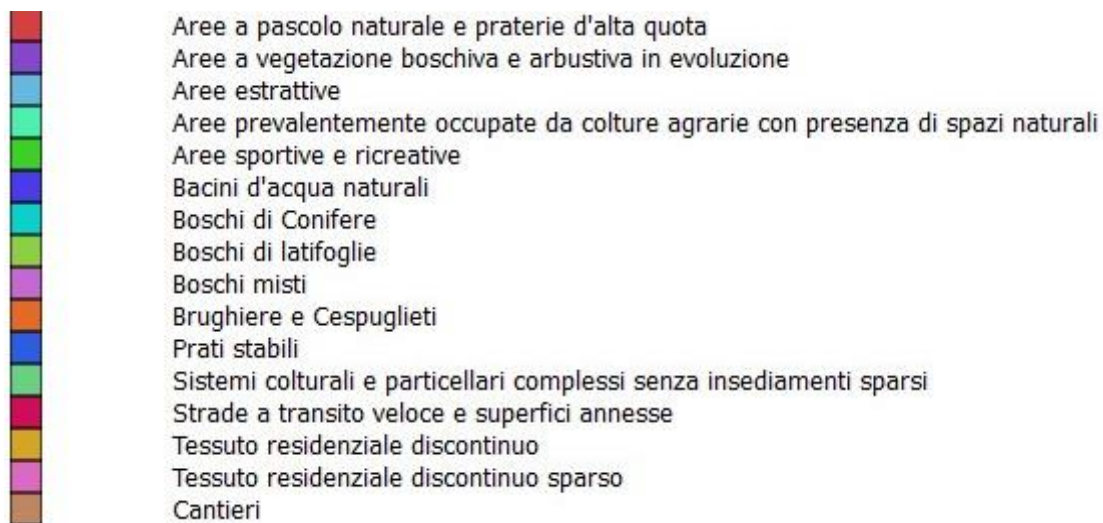 Aree a pascolo naturale e praterie d'alta quota
Aree a vegetazione boschiva e arbustiva in evoluzione
Aree estrattive
Aree prevalentemente occupate da colture agrarie con presenza di spazi naturali
Aree sportive e ricreative
Bacini d'acqua naturali
Boschi di Conifere
Boschi di latifoglie
Boschi misti
Brughiere e Cespuglieti
Prati stabili
Sistemi colturali e particellari complessi senza insediamenti sparsi
Strade a transito veloce e superfici annesse
Tessuto residenziale discontinuo
Tessuto residenziale discontinuo sparso
Cantieri